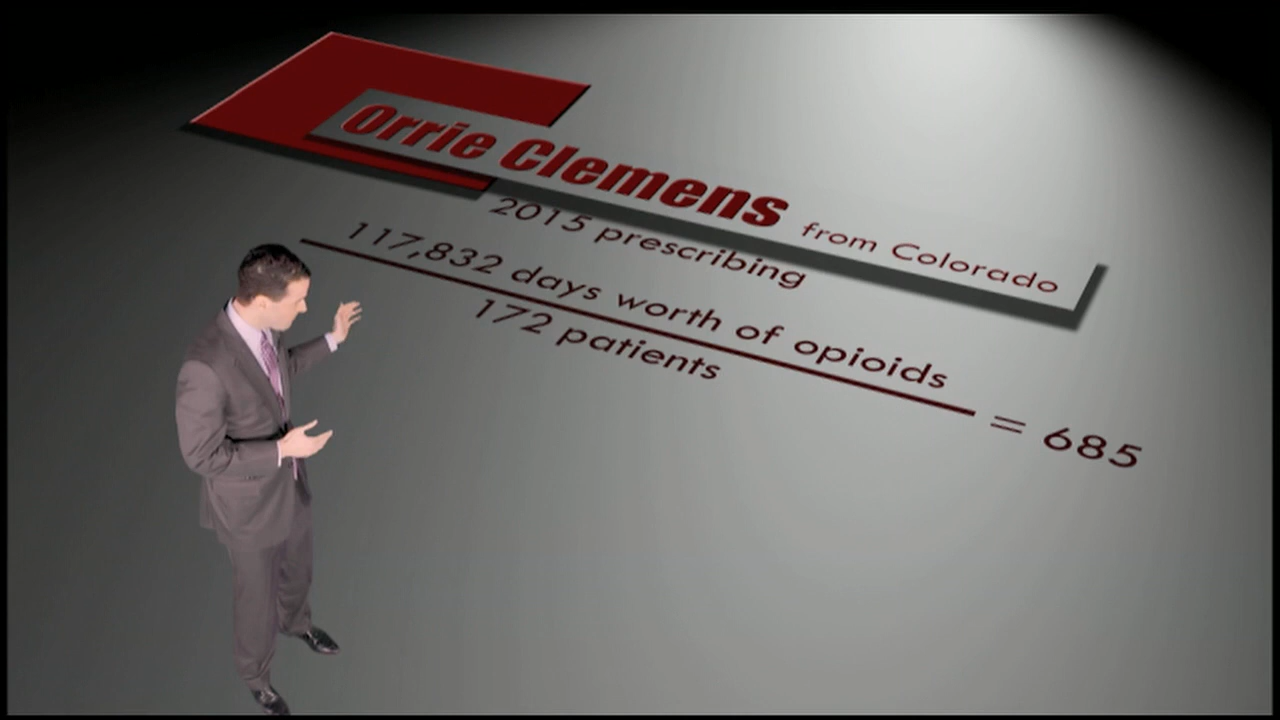 Orrie Clemens from Colorado
2015 prescribing
117,832 days worth of opioids
172 patients
= 685